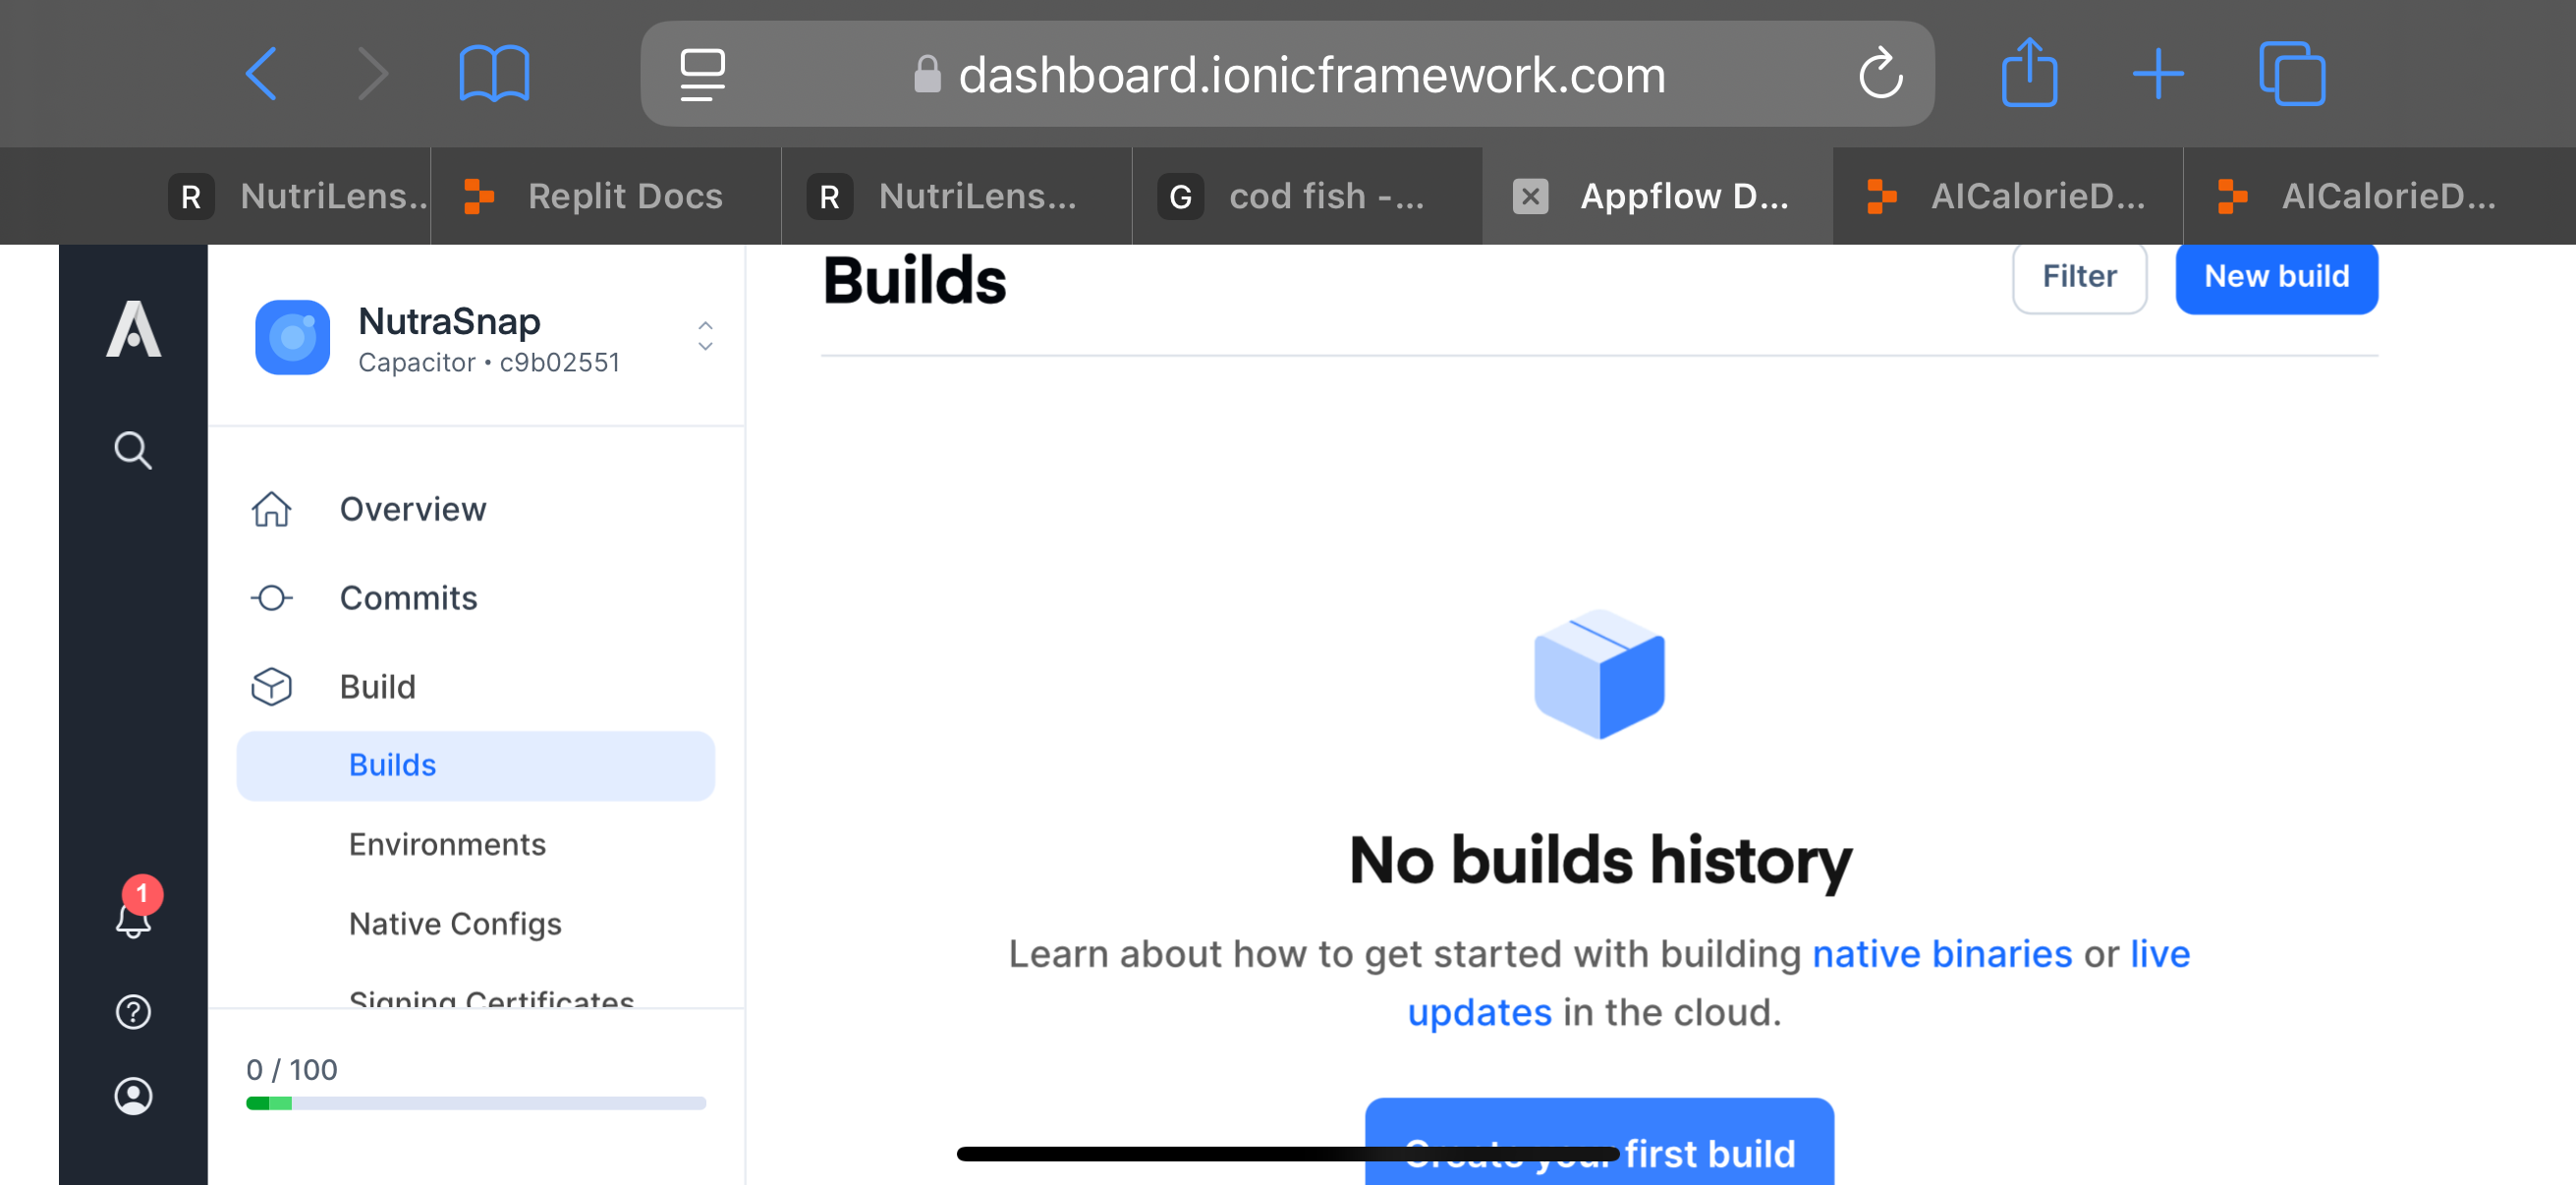 dashboard.ionicframework.com
R NutriLens..
Replit Docs
R NutriLens...
G cod fish -...
Appflow D...
AICalorieD...
AICalorieD...
NutraSnap
Capacitor • c9b02551
Overview
Commits
Build
Builds
Environments
Native Configs
Signing Certificates
1
0 / 100
Builds
Filter
New build
No builds history
Learn about how to get started with building native binaries or live
updates in the cloud.
Create your first build